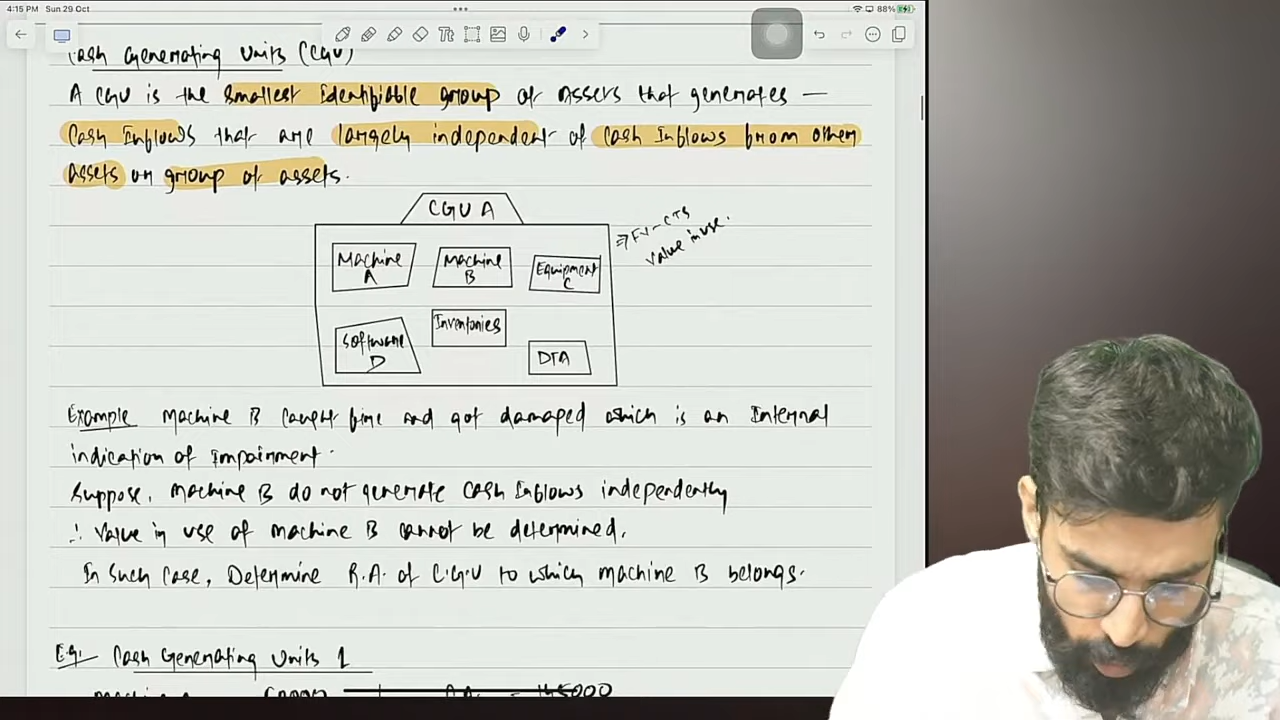 4:15 PM Sun 29 Oct
88%
Cash Generating Units (CGU)
A CGU is the smallest Identifiable group of Assets that generates —
Cash Inflows that are largely independent of Cash Inflows from other
Assets or group of assets.
CGU A
⇒ FV-CTS
Value in use.
Machine
A
Machine
B
Equipment
C
Software
D
Inventories
DTA
Example Machine B caught fire and got damaged which is an Internal
indication of Impairment.
Suppose, Machine B do not generate Cash Inflows independently
∴ Value in use of machine B cannot be determined.
In Such Case, Determine R.A. of C.G.U to which machine B belongs.
E.g. Cash Generating Units 1